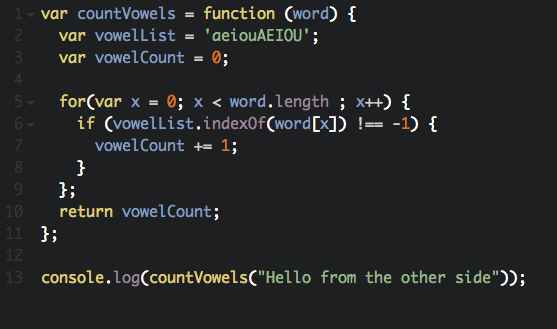 1 var countVowels = function (word) {
2 var vowelList = 'aeiouAEIOU';
3 var vowelCount = 0;
4
5 for(var x = 0; x < word.length ; x++) {
6 if (vowelList.indexOf(word[x]) !== -1) {
7 vowelCount += 1;
8 }
9 };
10 return vowelCount;
11 };
12
13 console.log(countVowels("Hello from the other side"));